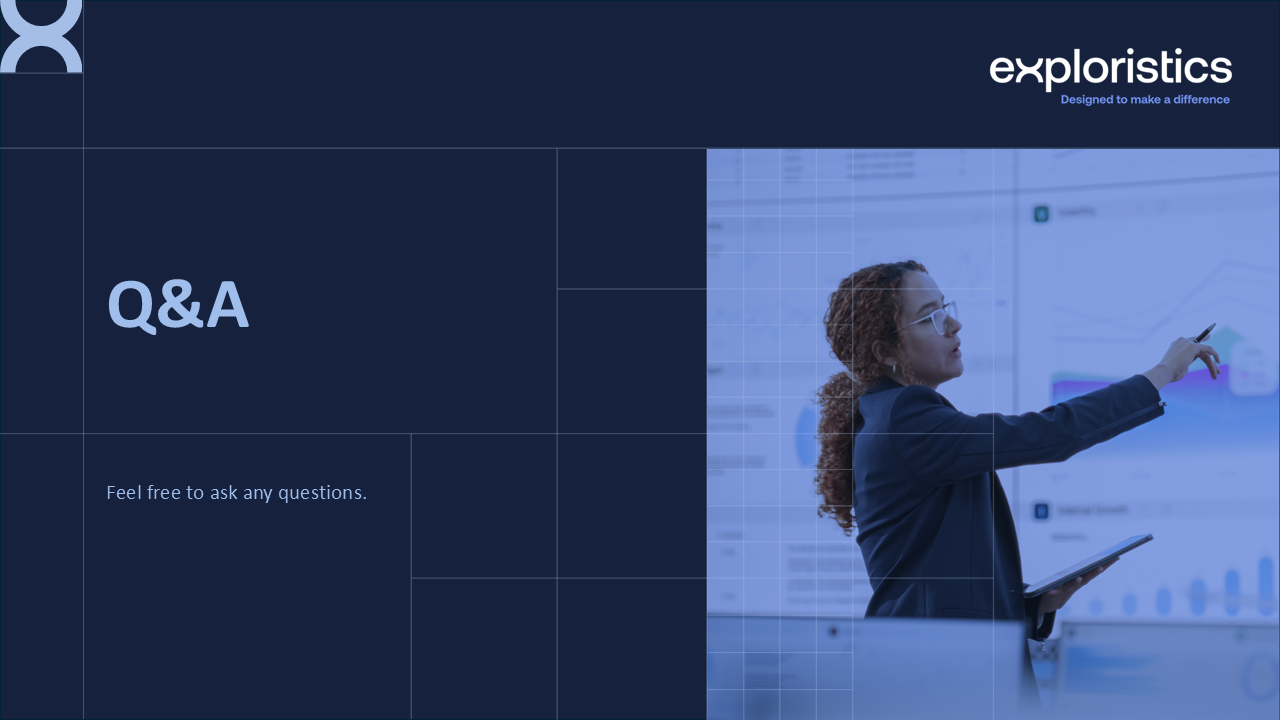 exploristics
Designed to make a difference
Q&A
Feel free to ask any questions.